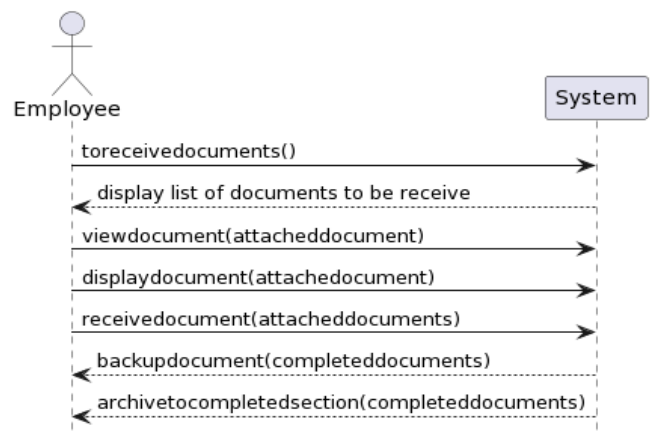 Employee
System
toreceivedocuments()
display list of documents to be receive
viewdocument(attacheddocument)
displaydocument(attachedocument)
receivedocument(attacheddocuments)
backupdocument(completeddocuments)
archivetocompletedsection(completeddocuments)